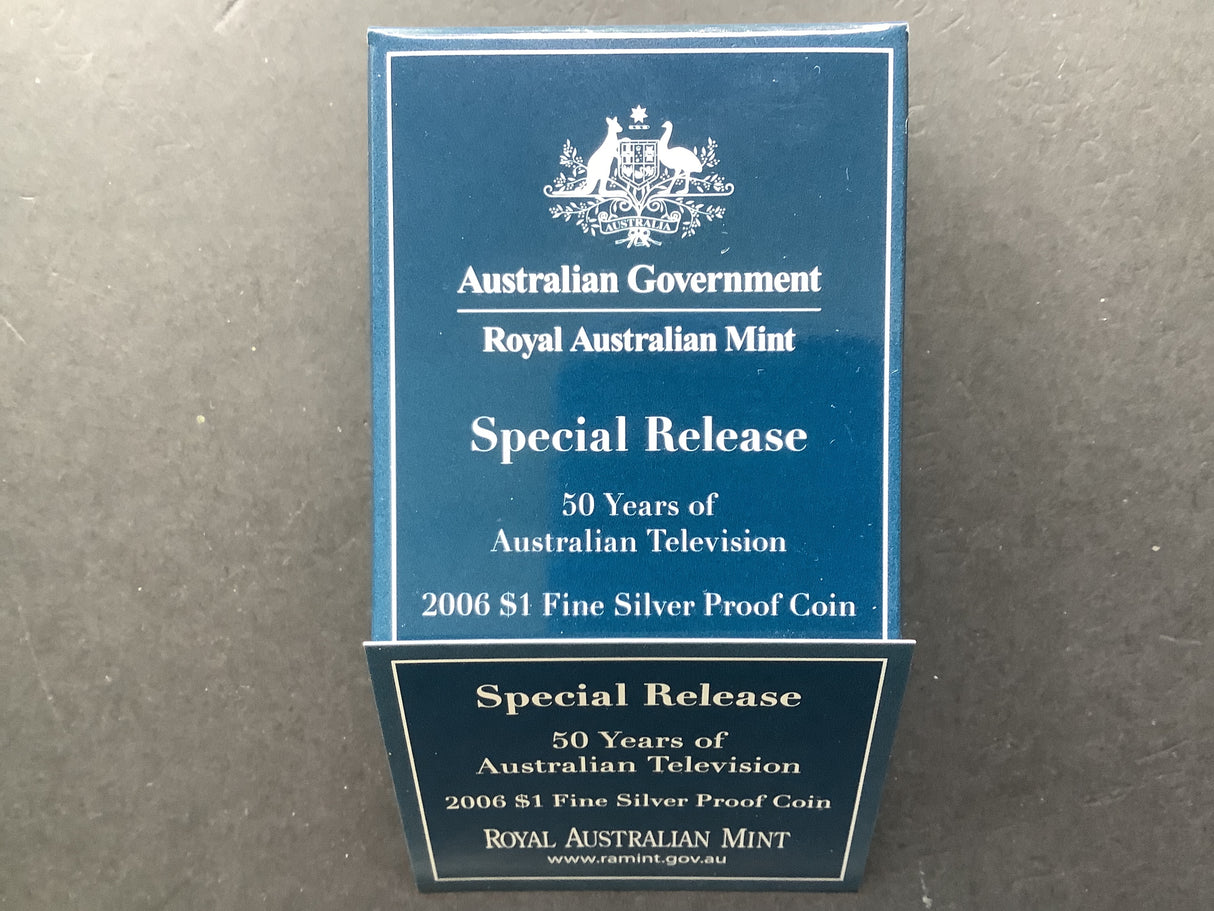 AUSTRALIA
Australian Government
Royal Australian Mint
Special Release
50 Years of
Australian Television
2006 $1 Fine Silver Proof Coin
Special Release
50 Years of
Australian Television
2006 $1 Fine Silver Proof Coin
ROYAL AUSTRALIAN MINT
www.ramint.gov.au